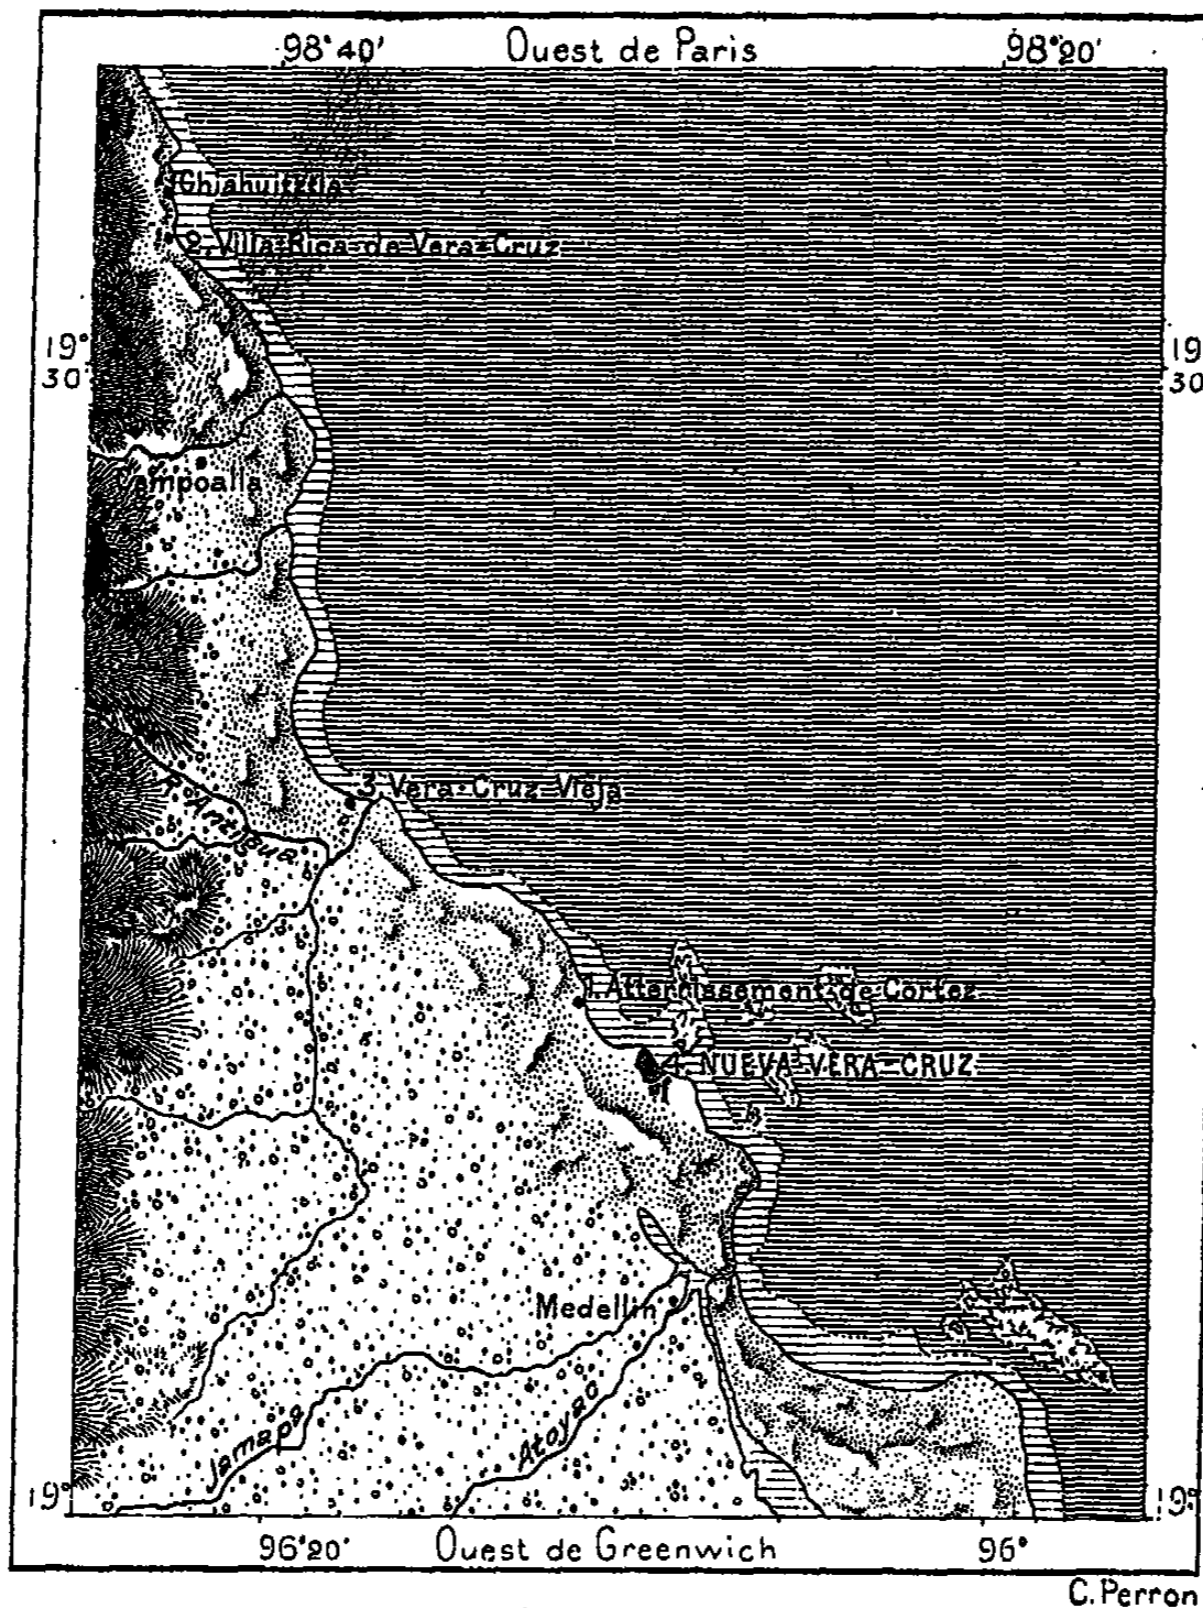 98°40' Ouest de Paris 98°20'
Chiahuitztla
2. Villa-Rica-de Vera-Cruz
19°
30'
19
30
Cempoalla
3 Vera-Cruz-Vieja
R. Antigua
1. Atterrissement de Cortez
4. NUEVA-VERA-CRUZ
Medellin
Jamapa
Atoyac
19°
19°
96°20' Ouest de Greenwich 96°
C. Perron